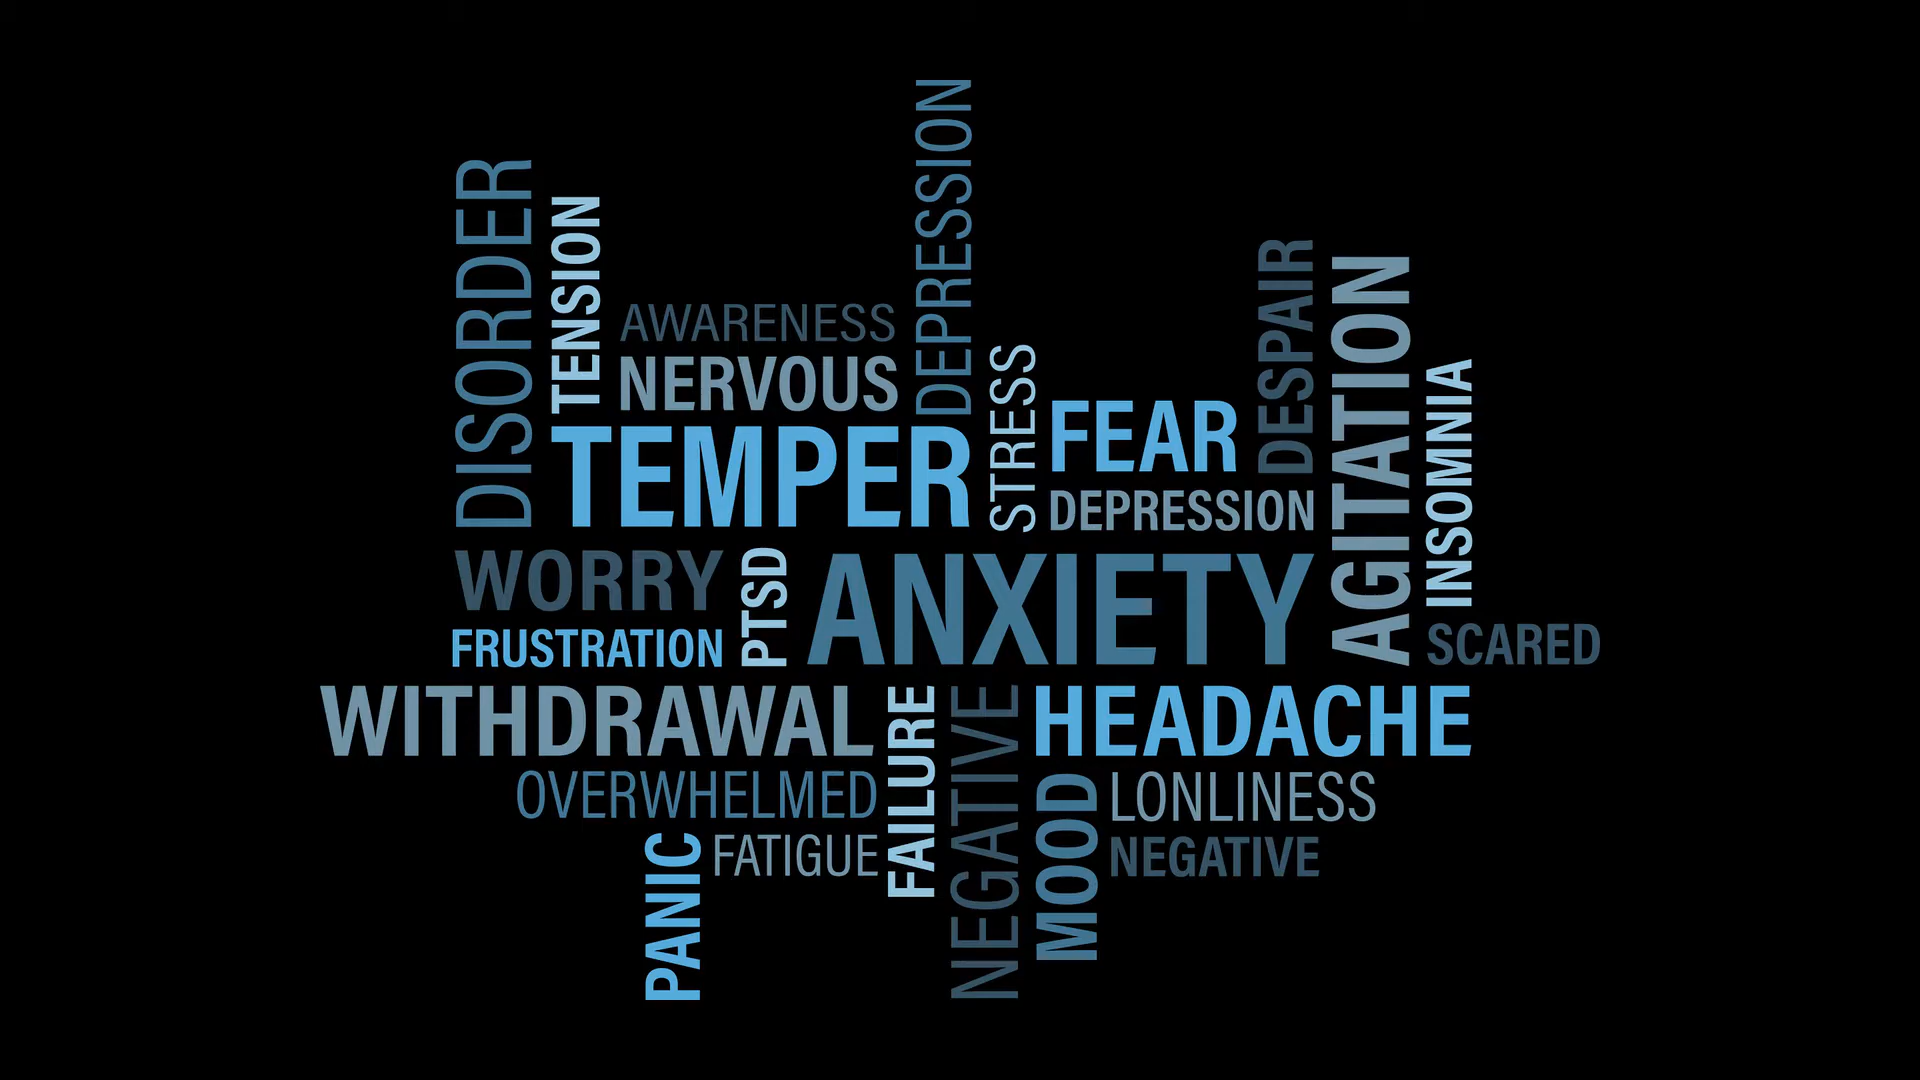 DISORDER
TENSION
AWARENESS
NERVOUS
DEPRESSION
TEMPER
STRESS
FEAR
DEPRESSION
DESPAIR
AGITATION
INSOMNIA
WORRY
FRUSTRATION
PTSD
ANXIETY
SCARED
WITHDRAWAL
OVERWHELMED
PANIC
FATIGUE
FAILURE
NEGATIVE
HEADACHE
MOOD
LONLINESS
NEGATIVE